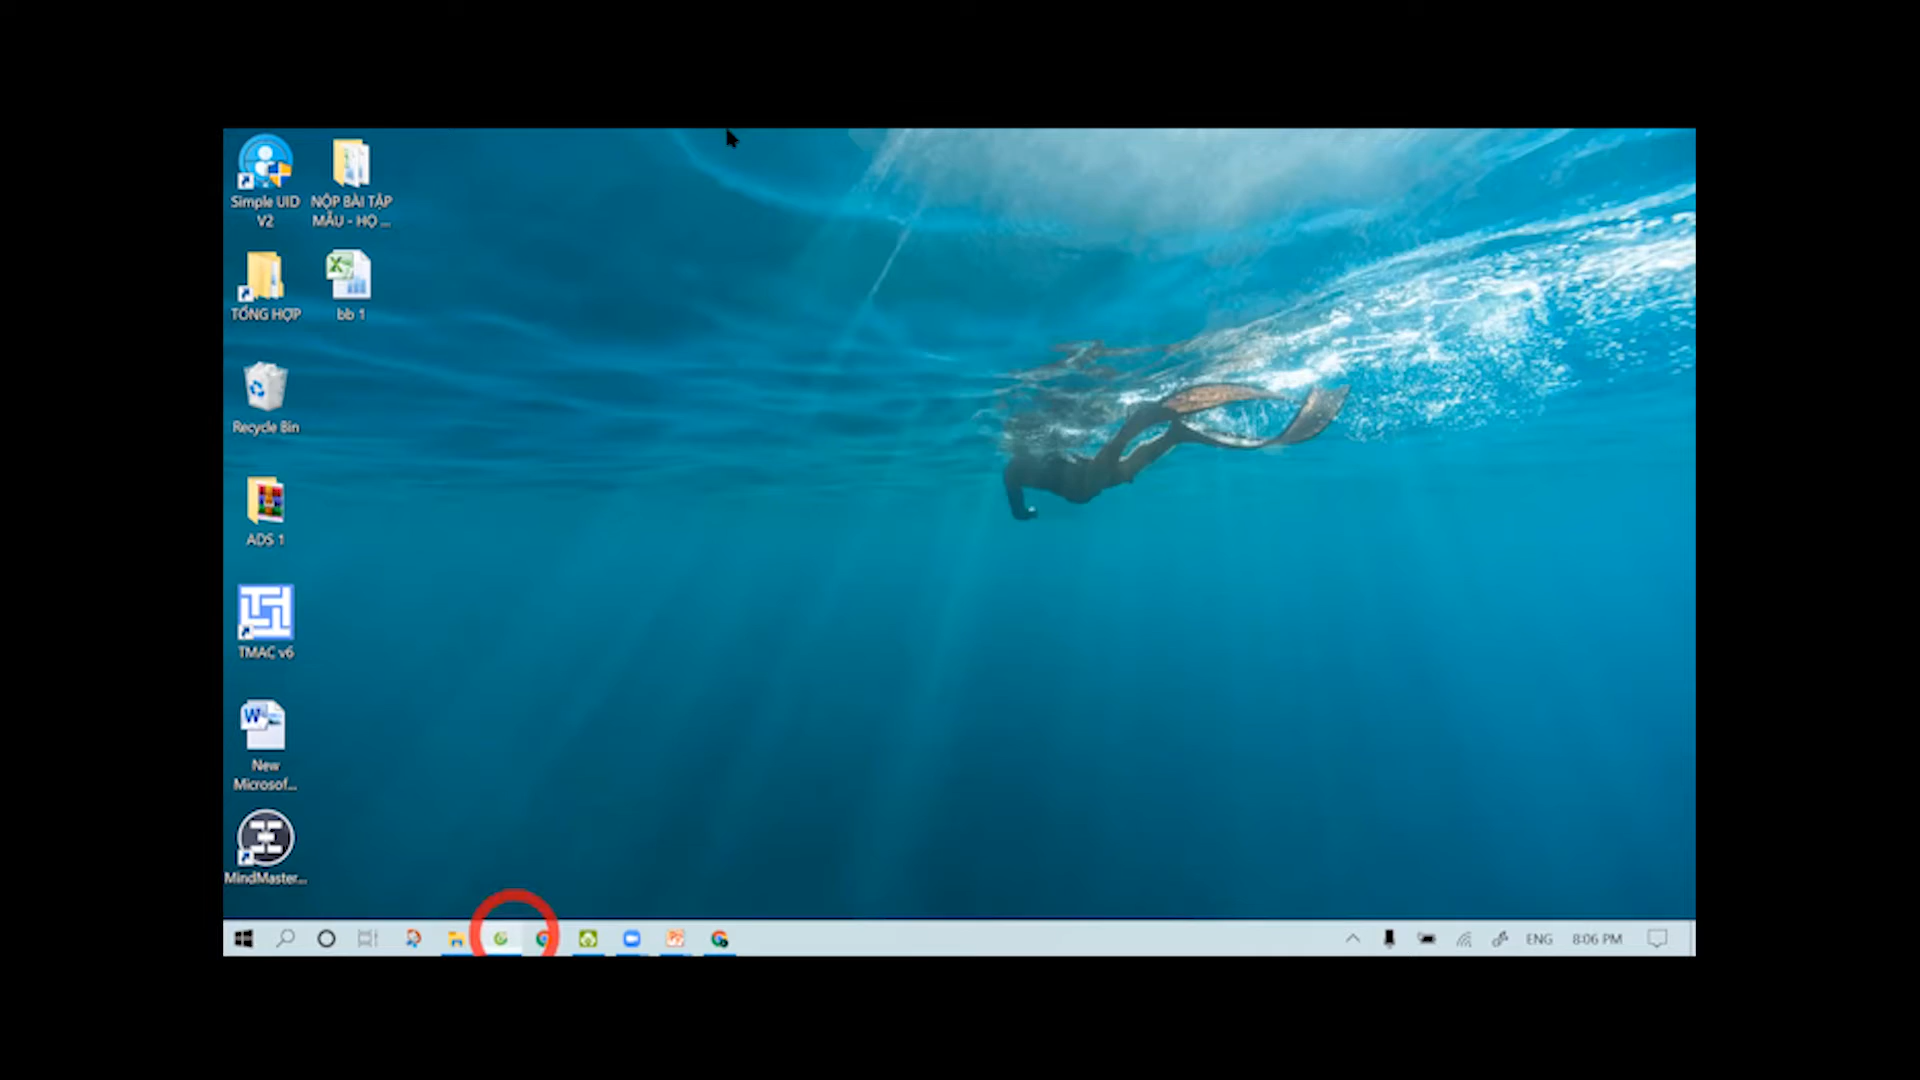 Simple UID
V2
NỘP BÀI TẬP
MẪU - HỌ ...
TỔNG HỢP
bb 1
Recycle Bin
ADS 1
TMAC v6
New
Microsof...
MindMaster...
ENG
8:06 PM